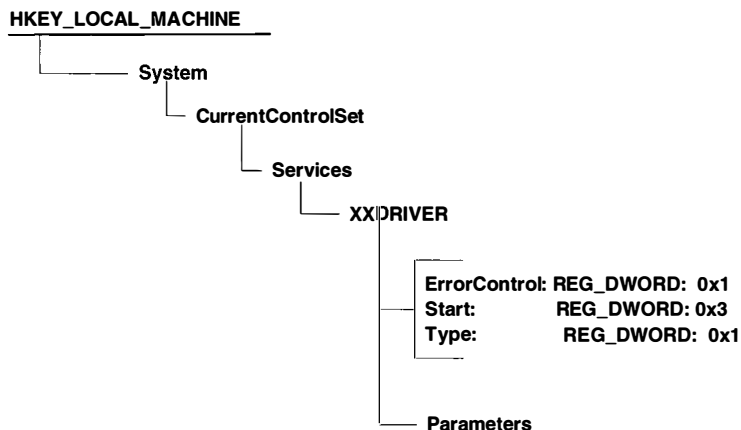 HKEY_LOCAL_MACHINE
System
CurrentControlSet
Services
XXDRIVER
ErrorControl: REG_DWORD: 0x1
Start: REG_DWORD: 0x3
Type: REG_DWORD: 0x1
Parameters